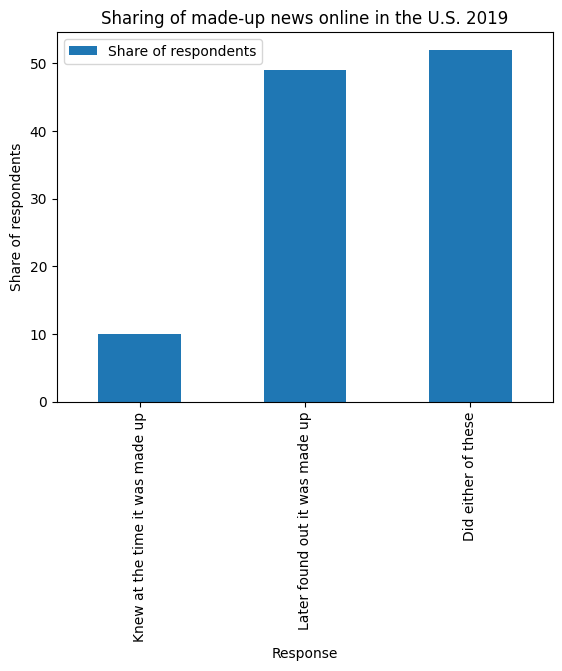 Sharing of made-up news online in the U.S. 2019
Share of respondents
Share of respondents
50
40
30
20
10
0
Knew at the time it was made up
Later found out it was made up
Did either of these
Response